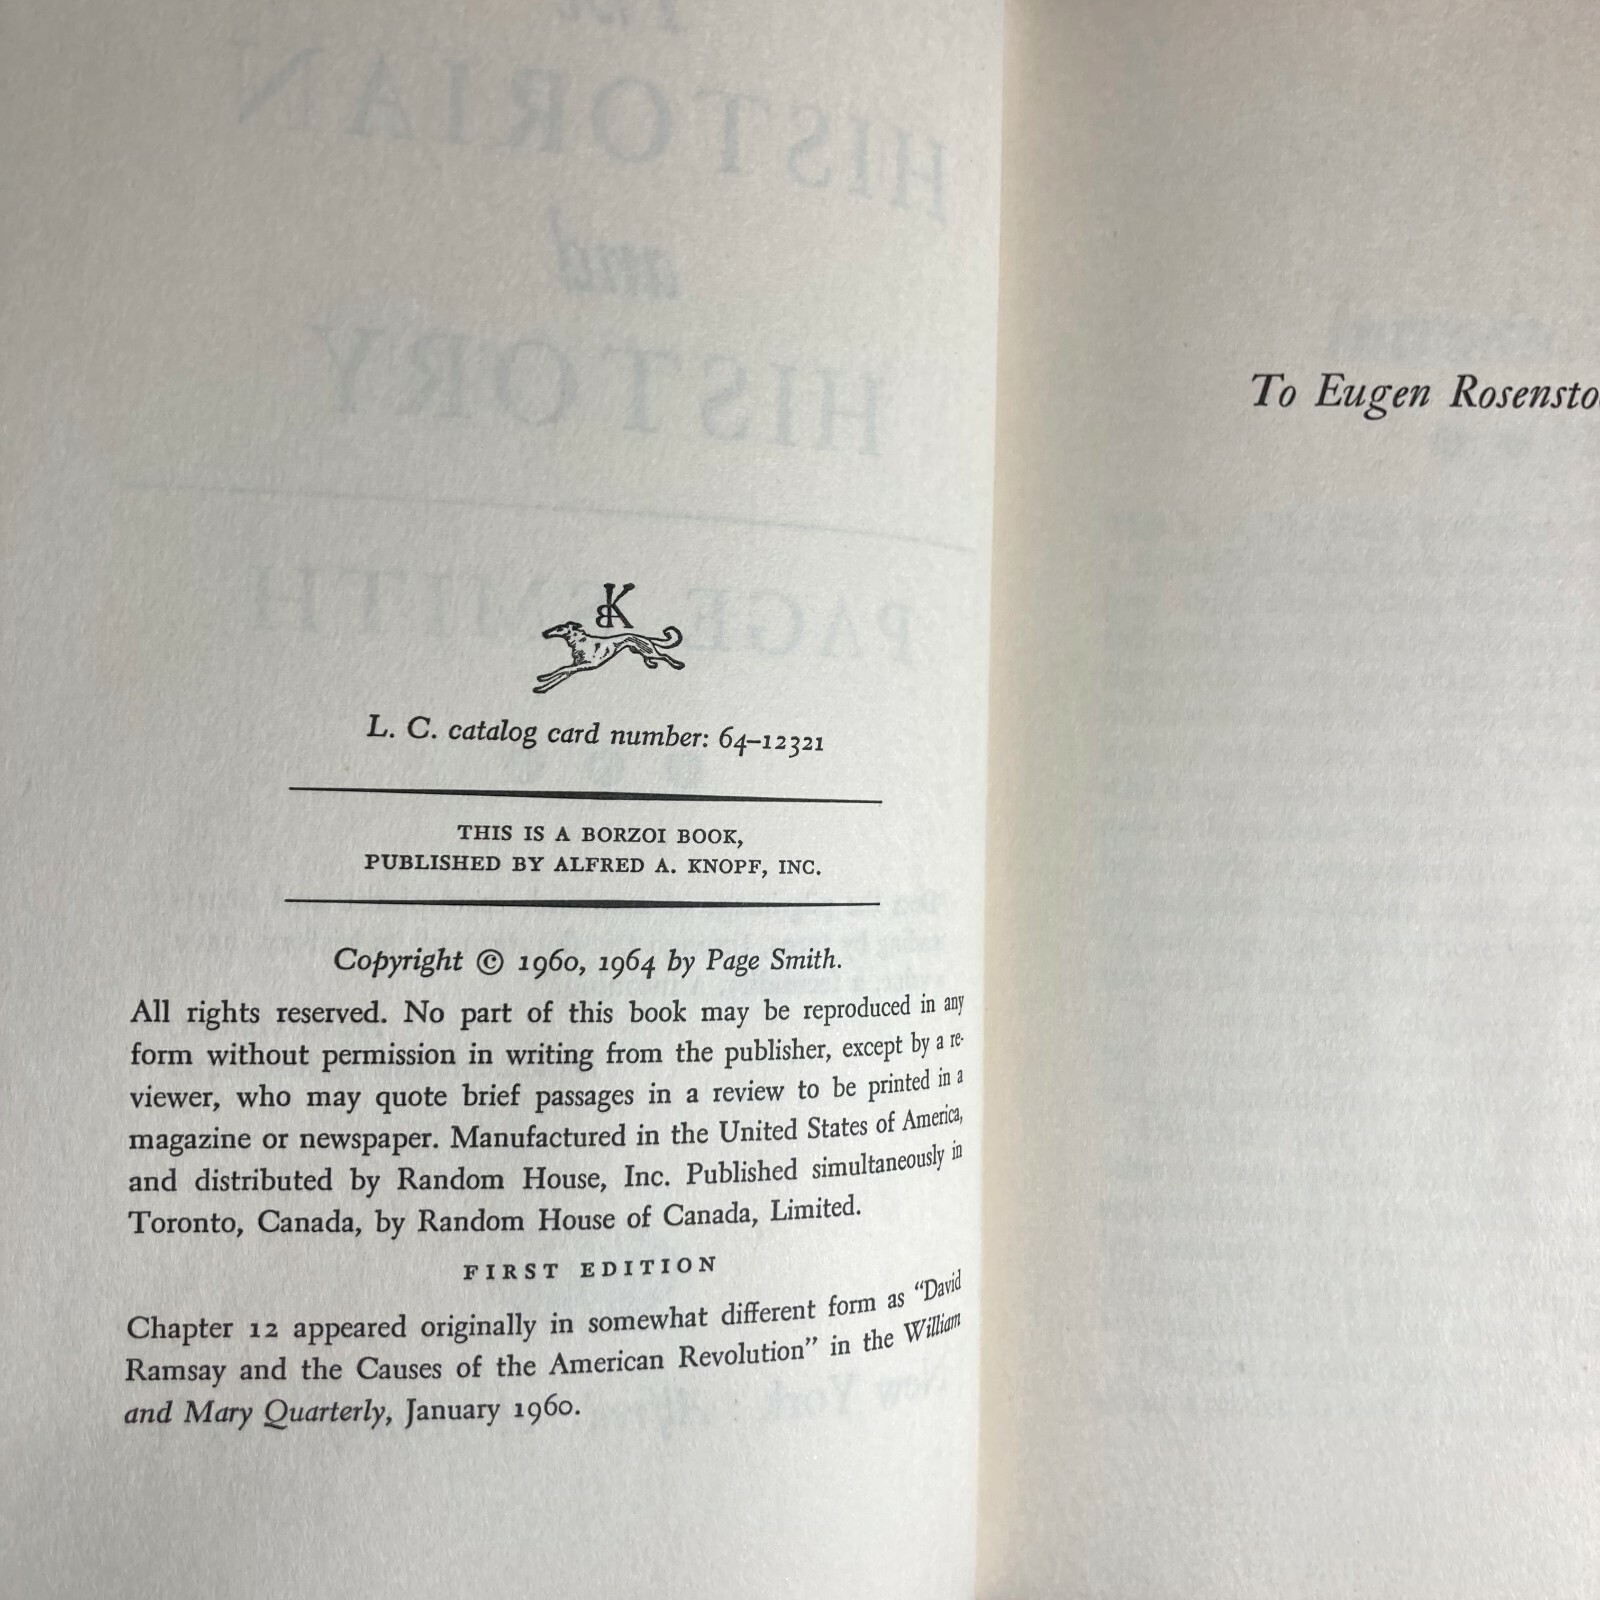 HISTORIAN
and
HISTORY
PAGE SMITH
BK
L. C. catalog card number: 64–12321
THIS IS A BORZOI BOOK,
PUBLISHED BY ALFRED A. KNOPF, INC.
Copyright © 1960, 1964 by Page Smith.
All rights reserved. No part of this book may be reproduced in any
form without permission in writing from the publisher, except by a re-
viewer, who may quote brief passages in a review to be printed in a
magazine or newspaper. Manufactured in the United States of America,
and distributed by Random House, Inc. Published simultaneously in
Toronto, Canada, by Random House of Canada, Limited.
FIRST EDITION
Chapter 12 appeared originally in somewhat different form as “David
Ramsay and the Causes of the American Revolution” in the William
and Mary Quarterly, January 1960.
To Eugen Rosensto